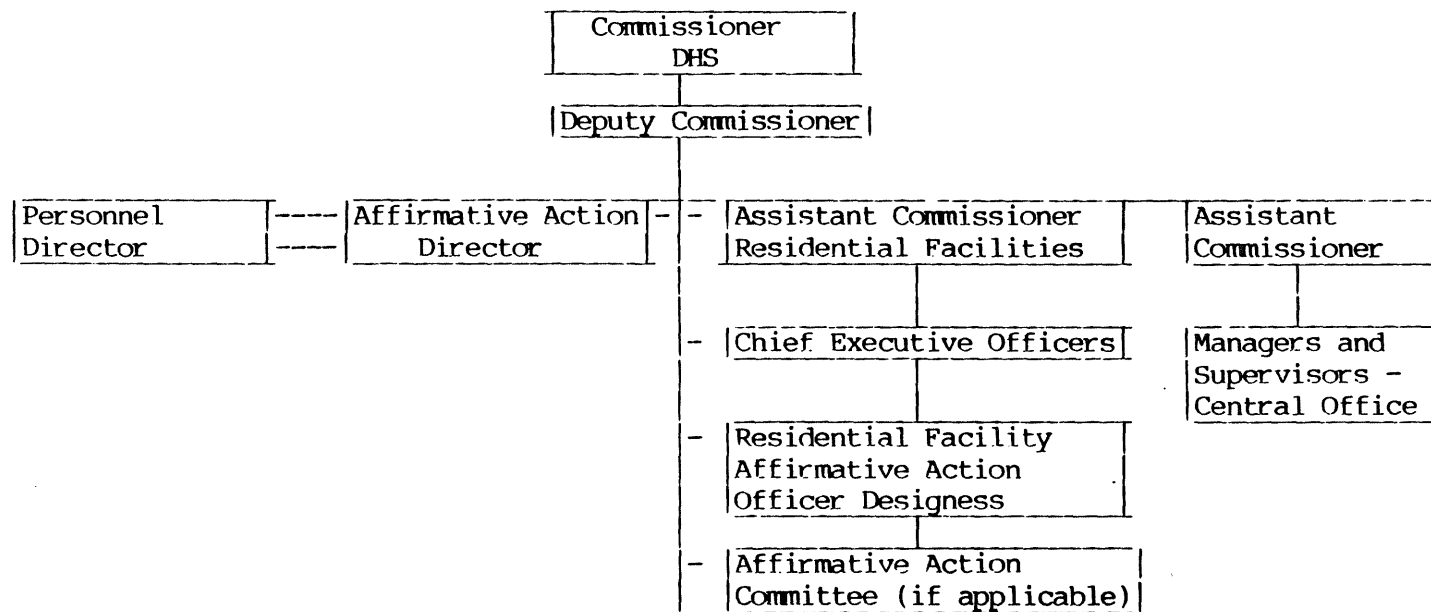 Commissioner
DHS
Deputy Commissioner
Personnel
Director
Affirmative Action
Director
Assistant Commissioner
Residential Facilities
Assistant
Commissioner
Chief Executive Officers
Managers and
Supervisors -
Central Office
Residential Facility
Affirmative Action
Officer Designess
Affirmative Action
Committee (if applicable)